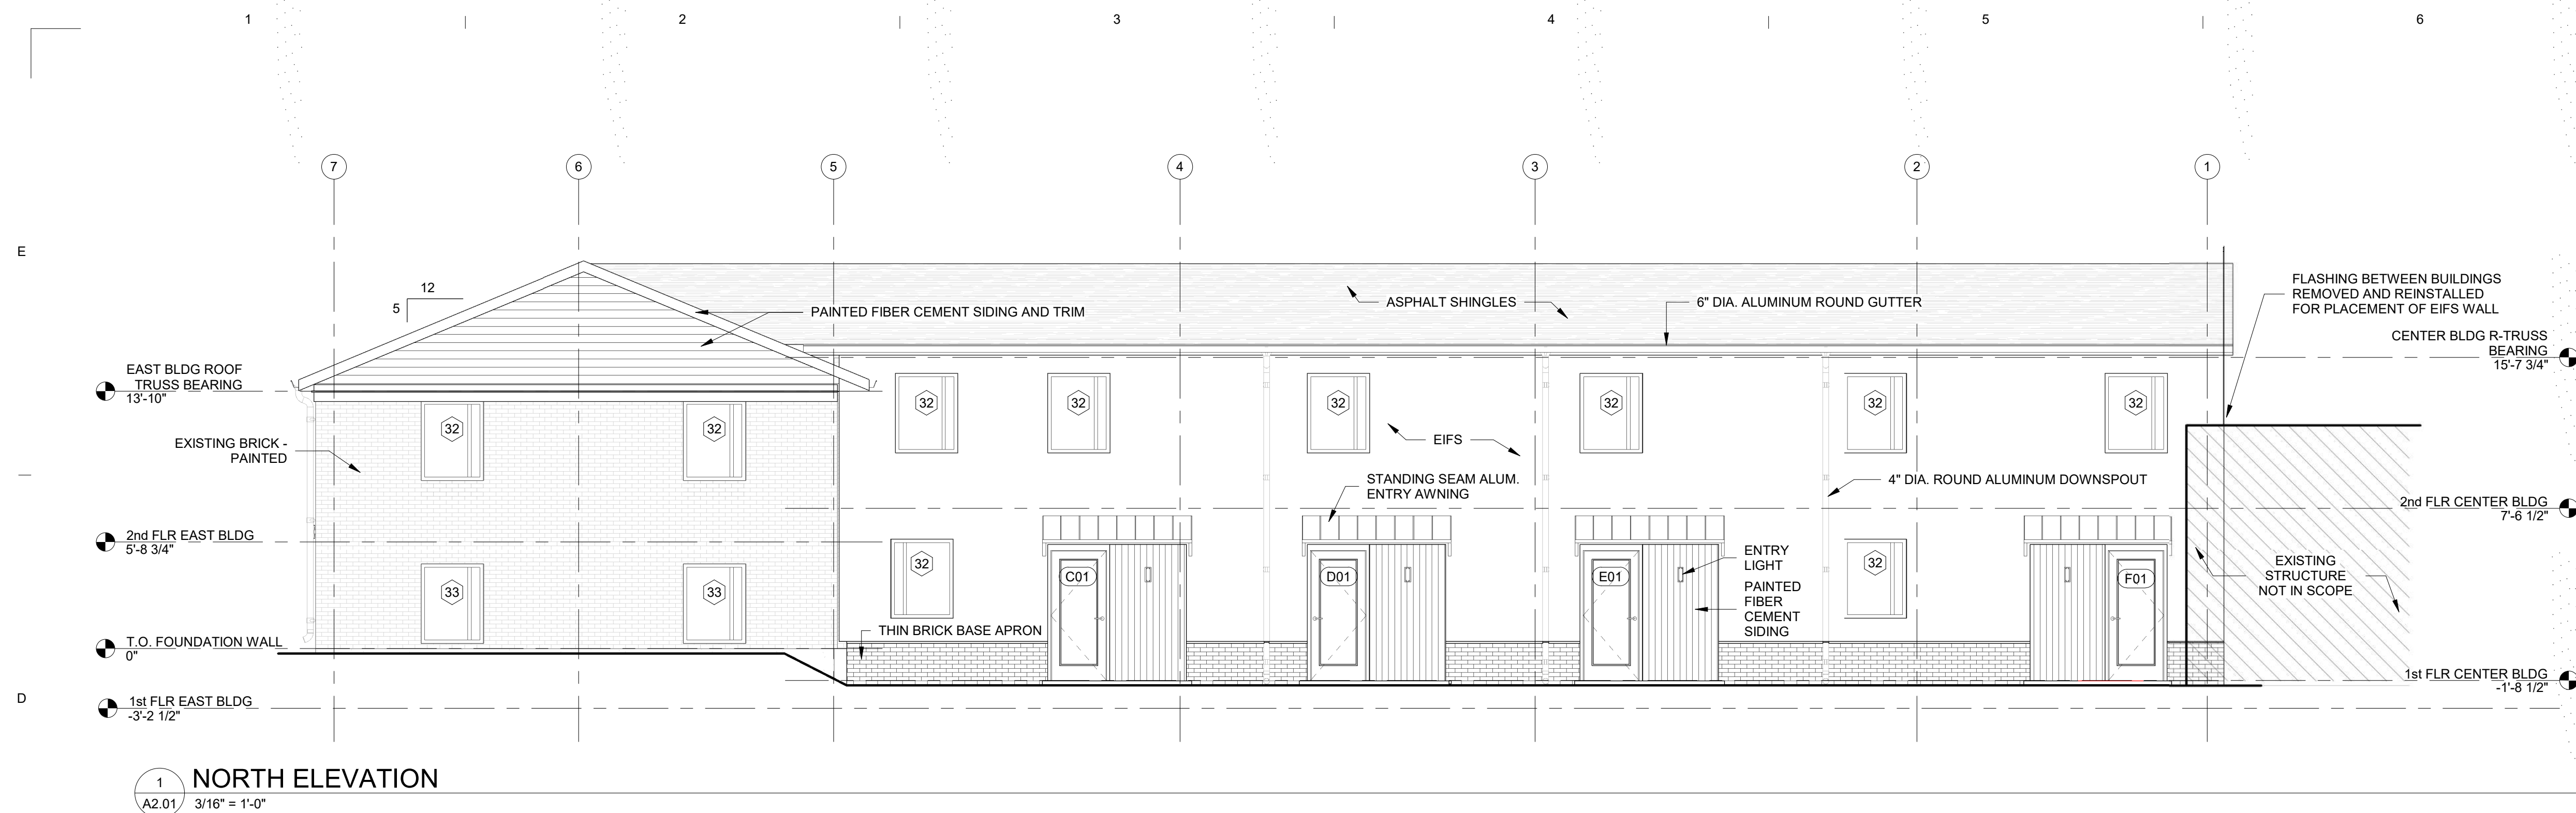 1
2
3
4
5
6
E
D
7
6
5
4
3
2
1
12
5
PAINTED FIBER CEMENT SIDING AND TRIM
ASPHALT SHINGLES
6" DIA. ALUMINUM ROUND GUTTER
FLASHING BETWEEN BUILDINGS
REMOVED AND REINSTALLED
FOR PLACEMENT OF EIFS WALL
CENTER BLDG R-TRUSS
BEARING
15'-7 3/4"
EAST BLDG ROOF
TRUSS BEARING
13'-10"
32
32
32
32
32
32
32
32
EXISTING BRICK -
PAINTED
EIFS
STANDING SEAM ALUM.
ENTRY AWNING
4" DIA. ROUND ALUMINUM DOWNSPOUT
2nd FLR CENTER BLDG
7'-6 1/2"
2nd FLR EAST BLDG
5'-8 3/4"
33
33
32
32
C01
D01
E01
F01
ENTRY
LIGHT
PAINTED
FIBER
CEMENT
SIDING
EXISTING
STRUCTURE
NOT IN SCOPE
THIN BRICK BASE APRON
T.O. FOUNDATION WALL
0"
1st FLR CENTER BLDG
-1'-8 1/2"
1st FLR EAST BLDG
-3'-2 1/2"
1
A2.01
NORTH ELEVATION
3/16" = 1'-0"